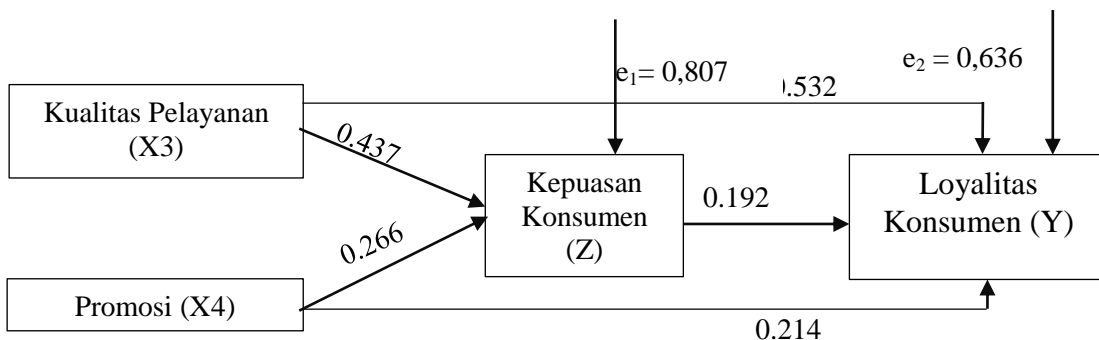 e₁= 0,807
e₂ = 0,636
.532
Kualitas Pelayanan
(X3)
0.437
Kepuasan
Konsumen
(Z)
0.192
Loyalitas
Konsumen (Y)
0.266
Promosi (X4)
0.214